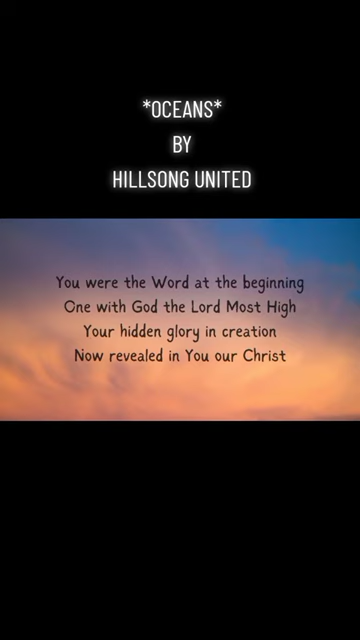 *OCEANS*
BY
HILLSONG UNITED
You were the Word at the beginning
One with God the Lord Most High
Your hidden glory in creation
Now revealed in You our Christ